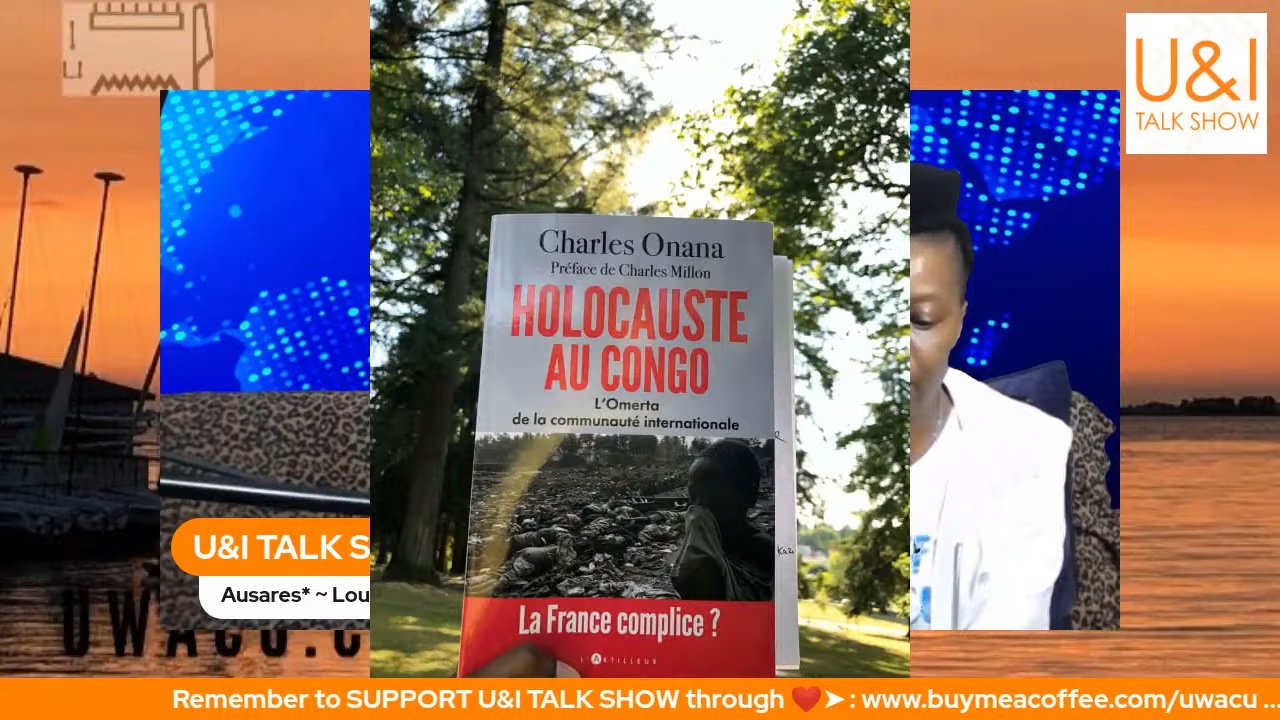 U&I
TALK SHOW
Charles Onana
Préface de Charles Millon
HOLOCAUSTE
AU CONGO
L'Omerta
de la communauté internationale
La France complice ?
L'ARTILLEUR
U&I TALK S
Ausares* ~ Lou
UWACU.C
Remember to SUPPORT U&I TALK SHOW through ❤️➤ : www.buymeacoffee.com/uwacu ...